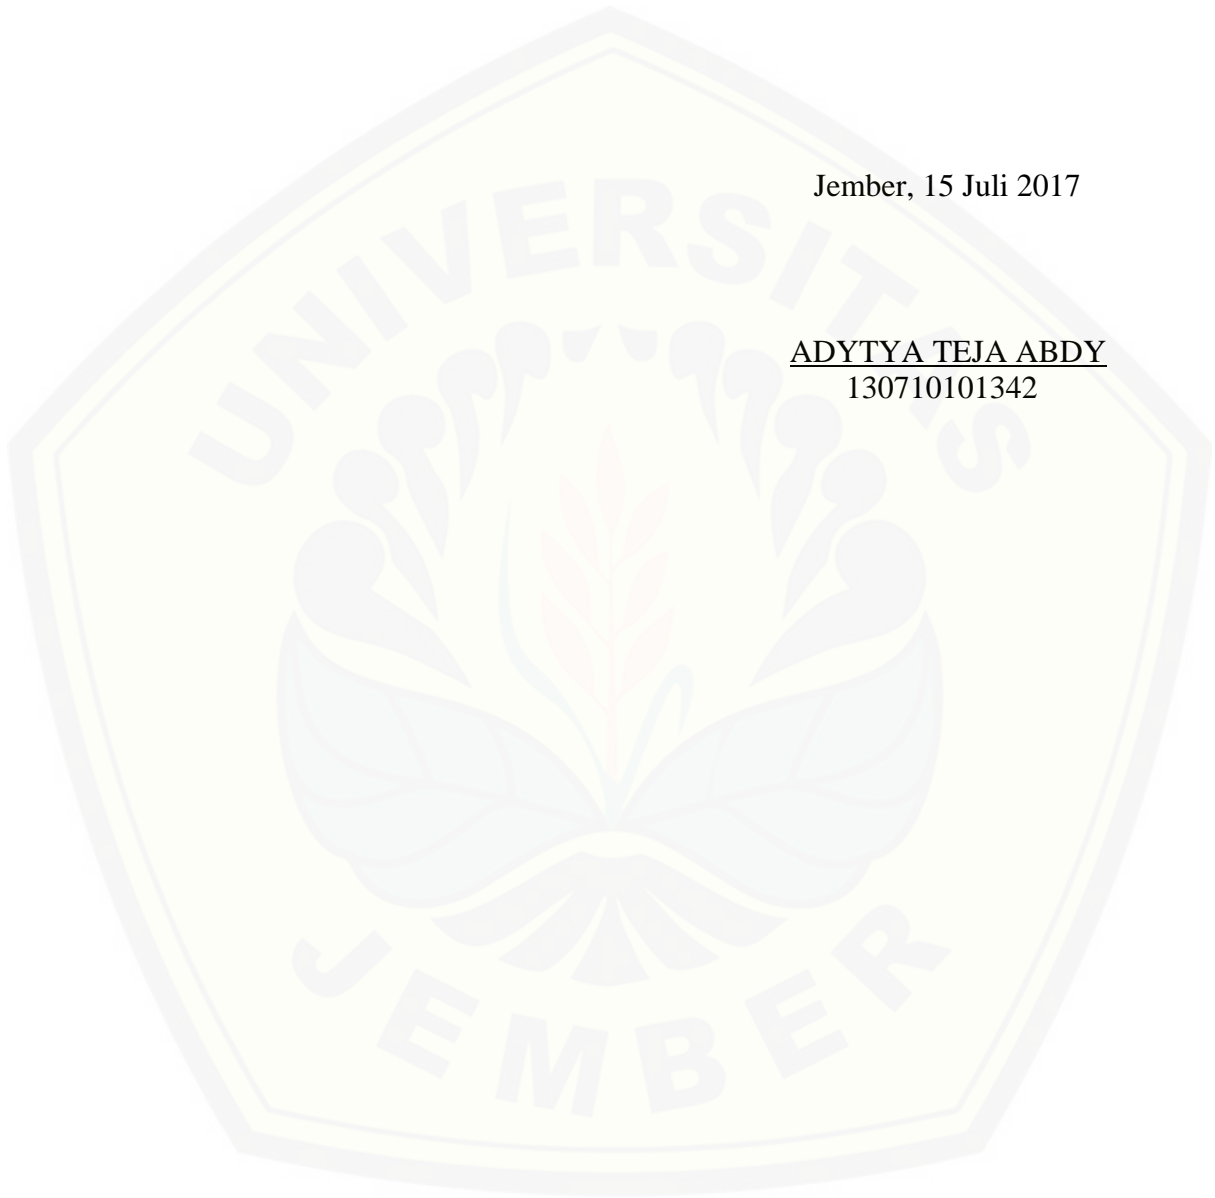 Jember, 15 Juli 2017
UNIVERSITAS
ADYTYA TEJA ABDY
130710101342
JEMBER